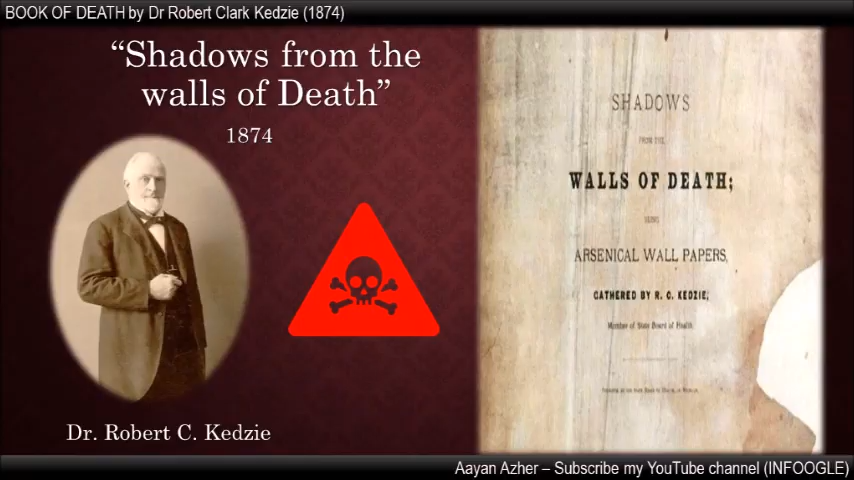 BOOK OF DEATH by Dr Robert Clark Kedzie (1874)
“Shadows from the
walls of Death”
1874
Dr. Robert C. Kedzie
SHADOWS
FROM THE
WALLS OF DEATH;
BEING
ARSENICAL WALL PAPERS,
GATHERED BY R. C. KEDZIE;
Member of State Board of Health
Aayan Azher – Subscribe my YouTube channel (INFOOGLE)